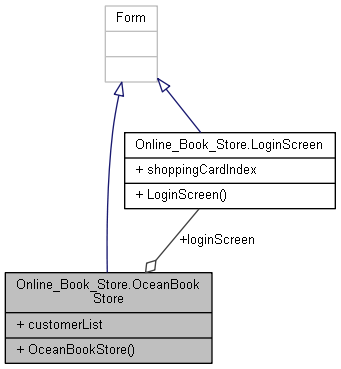 Form
Online_Book_Store.LoginScreen
+ shoppingCardIndex
+ LoginScreen()
+loginScreen
Online_Book_Store.OceanBook
Store
+ customerList
+ OceanBookStore()